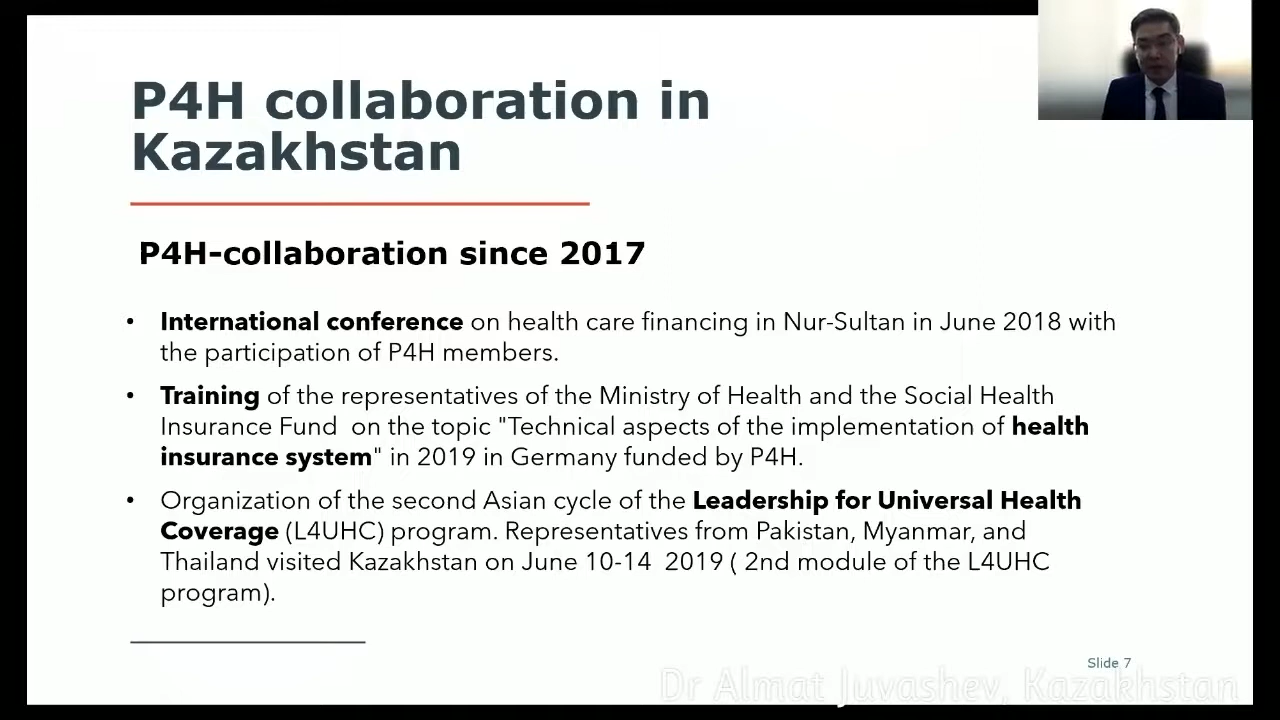 P4H collaboration in
Kazakhstan
P4H-collaboration since 2017
• International conference on health care financing in Nur-Sultan in June 2018 with
the participation of P4H members.
• Training of the representatives of the Ministry of Health and the Social Health
Insurance Fund  on the topic "Technical aspects of the implementation of health
insurance system" in 2019 in Germany funded by P4H.
• Organization of the second Asian cycle of the Leadership for Universal Health
Coverage (L4UHC) program. Representatives from Pakistan, Myanmar, and
Thailand visited Kazakhstan on June 10-14  2019 ( 2nd module of the L4UHC
program).
Slide 7
Dr Almat Juvashev, Kazakhstan